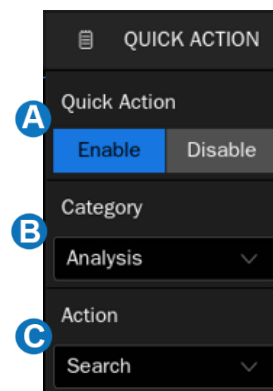 QUICK ACTION
A
Quick Action
Enable Disable
B
Category
Analysis
C
Action
Search